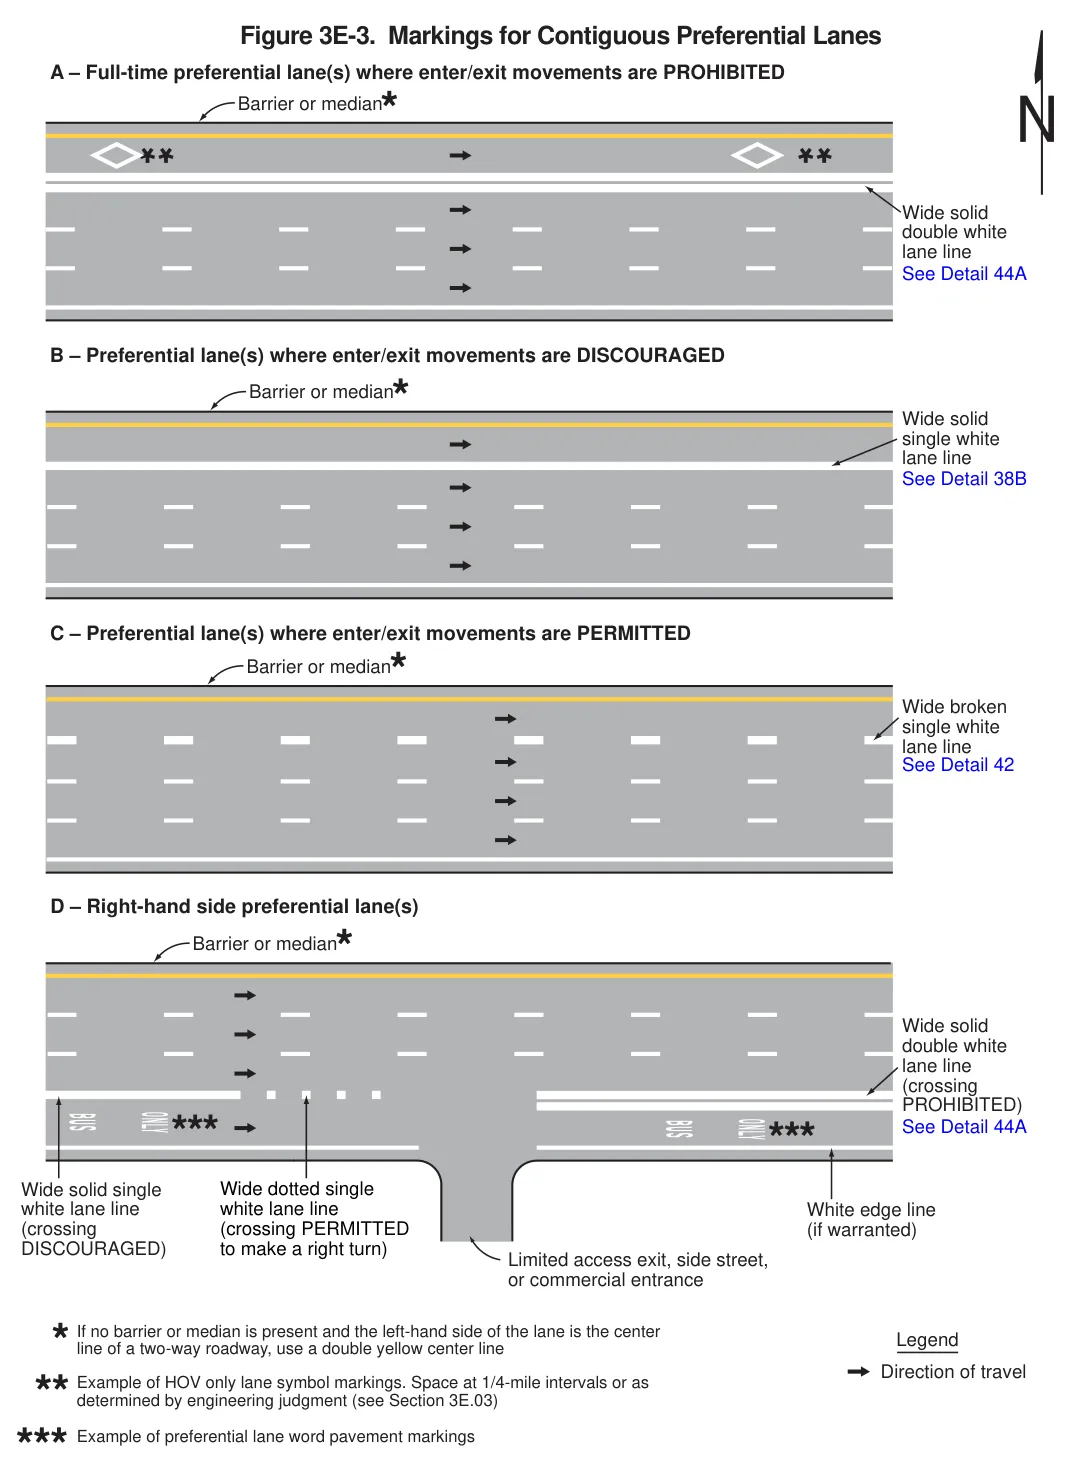 Figure 3E-3. Markings for Contiguous Preferential Lanes
A – Full-time preferential lane(s) where enter/exit movements are PROHIBITED
Barrier or median*
N
**
**
Wide solid
double white
lane line
See Detail 44A
B – Preferential lane(s) where enter/exit movements are DISCOURAGED
Barrier or median*
Wide solid
single white
lane line
See Detail 38B
C – Preferential lane(s) where enter/exit movements are PERMITTED
Barrier or median*
Wide broken
single white
lane line
See Detail 42
D – Right-hand side preferential lane(s)
Barrier or median*
Wide solid
double white
lane line
(crossing
PROHIBITED)
See Detail 44A
BUS
ONLY
***
BUS
ONLY
***
Wide solid single
white lane line
(crossing
DISCOURAGED)
Wide dotted single
white lane line
(crossing PERMITTED
to make a right turn)
White edge line
(if warranted)
Limited access exit, side street,
or commercial entrance
* If no barrier or median is present and the left-hand side of the lane is the center
line of a two-way roadway, use a double yellow center line
** Example of HOV only lane symbol markings. Space at 1/4-mile intervals or as
determined by engineering judgment (see Section 3E.03)
*** Example of preferential lane word pavement markings
Legend
Direction of travel